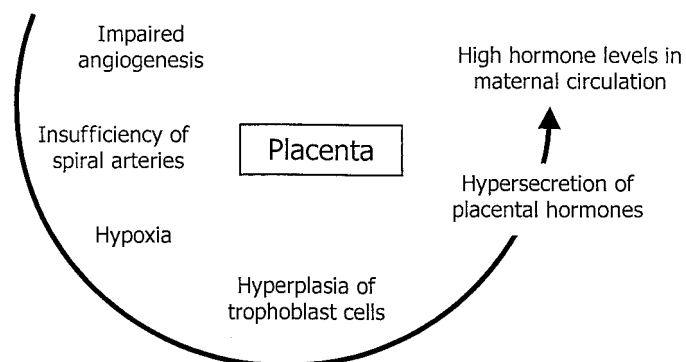 Impaired
angiogenesis
Insufficiency of
spiral arteries
Hypoxia
Hyperplasia of
trophoblast cells
Placenta
Hypersecretion of
placental hormones
High hormone levels in
maternal circulation